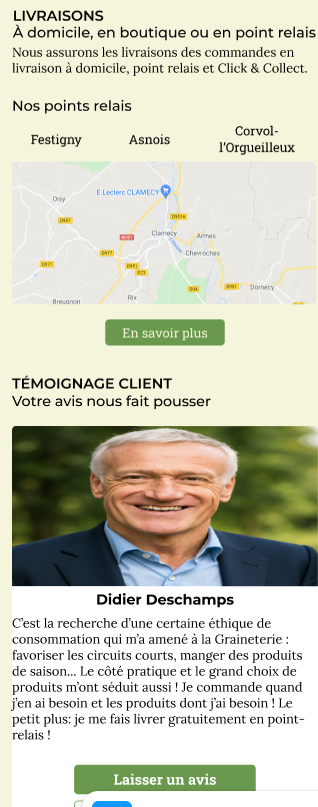 LIVRAISONS
À domicile, en boutique ou en point relais
Nous assurons les livraisons des commandes en
livraison à domicile, point relais et Click & Collect.
Nos points relais
Festigny
Asnois
Corvol-
l'Orgueilleux
Oisy
E.Leclerc CLAMECY
D957
D9516
N151
Clamecy
Armes
D977
Chevroches
D977
D951
D23
D34
D951
Dornecy
Rix
Breugnon
En savoir plus
TÉMOIGNAGE CLIENT
Votre avis nous fait pousser
Didier Deschamps
C'est la recherche d'une certaine éthique de
consommation qui m'a amené à la Graineterie :
favoriser les circuits courts, manger des produits
de saison... Le côté pratique et le grand choix de
produits m'ont séduit aussi ! Je commande quand
j'en ai besoin et les produits dont j'ai besoin ! Le
petit plus: je me fais livrer gratuitement en point-
relais !
Laisser un avis